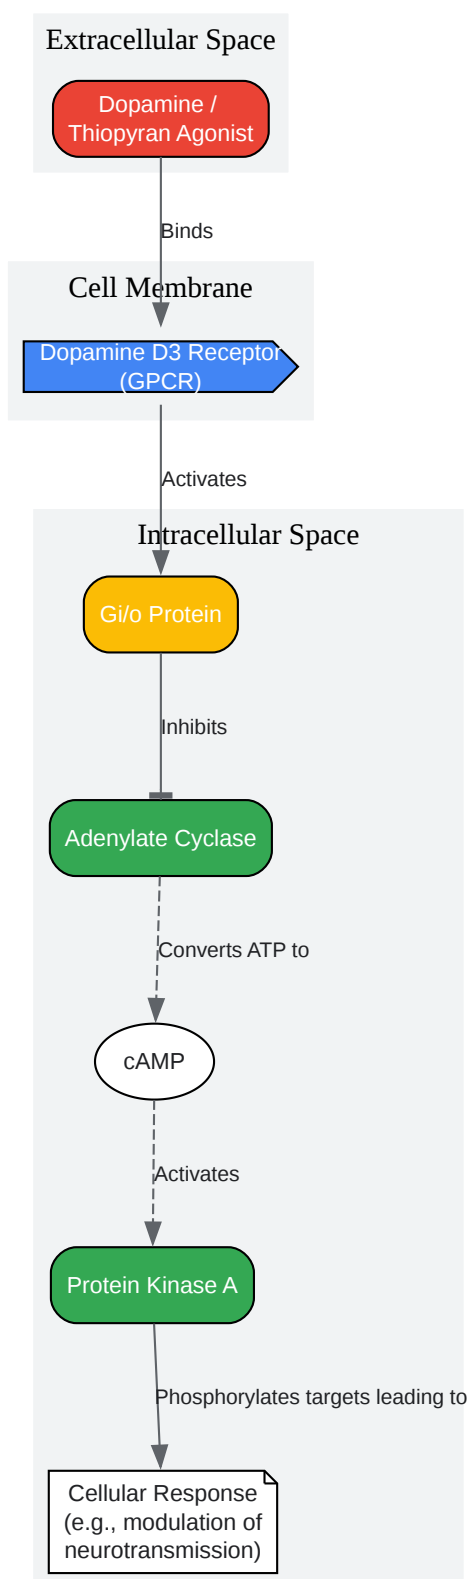 Extracellular Space
Dopamine /
Thiopyran Agonist
Binds
Cell Membrane
Dopamine D3 Receptor
(GPCR)
Activates
Intracellular Space
Gi/o Protein
Inhibits
Adenylate Cyclase
Converts ATP to
cAMP
Activates
Protein Kinase A
Phosphorylates targets leading to
Cellular Response
(e.g., modulation of
neurotransmission)